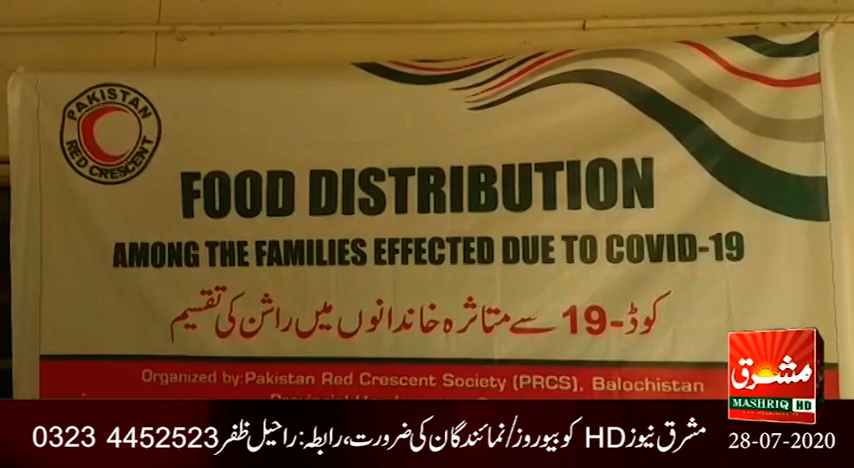 PAKISTAN
RED CRESCENT
FOOD DISTRIBUTION
AMONG THE FAMILIES EFFECTED DUE TO COVID-19
کوڈ-19 سے متاثرہ خاندانوں میں راشن کی تقسیم
Organized by:Pakistan Red Crescent Society (PRCS), Balochistan
مشرق
MASHRIQ HD
مشرق نیوز HD کو بیوروز/نمائندگان کی ضرورت، رابطہ: راحیل ظفر 0323 4452523
28-07-2020